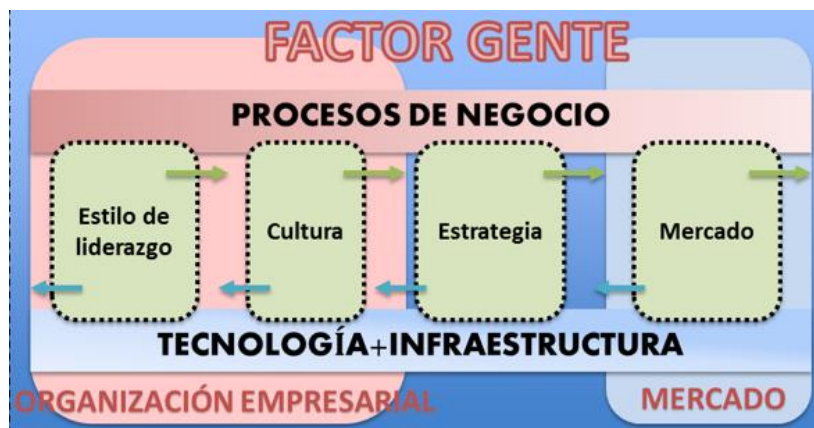 FACTOR GENTE
PROCESOS DE NEGOCIO
Estilo de
liderazgo
Cultura
Estrategia
Mercado
TECNOLOGÍA+INFRAESTRUCTURA
ORGANIZACIÓN EMPRESARIAL
MERCADO